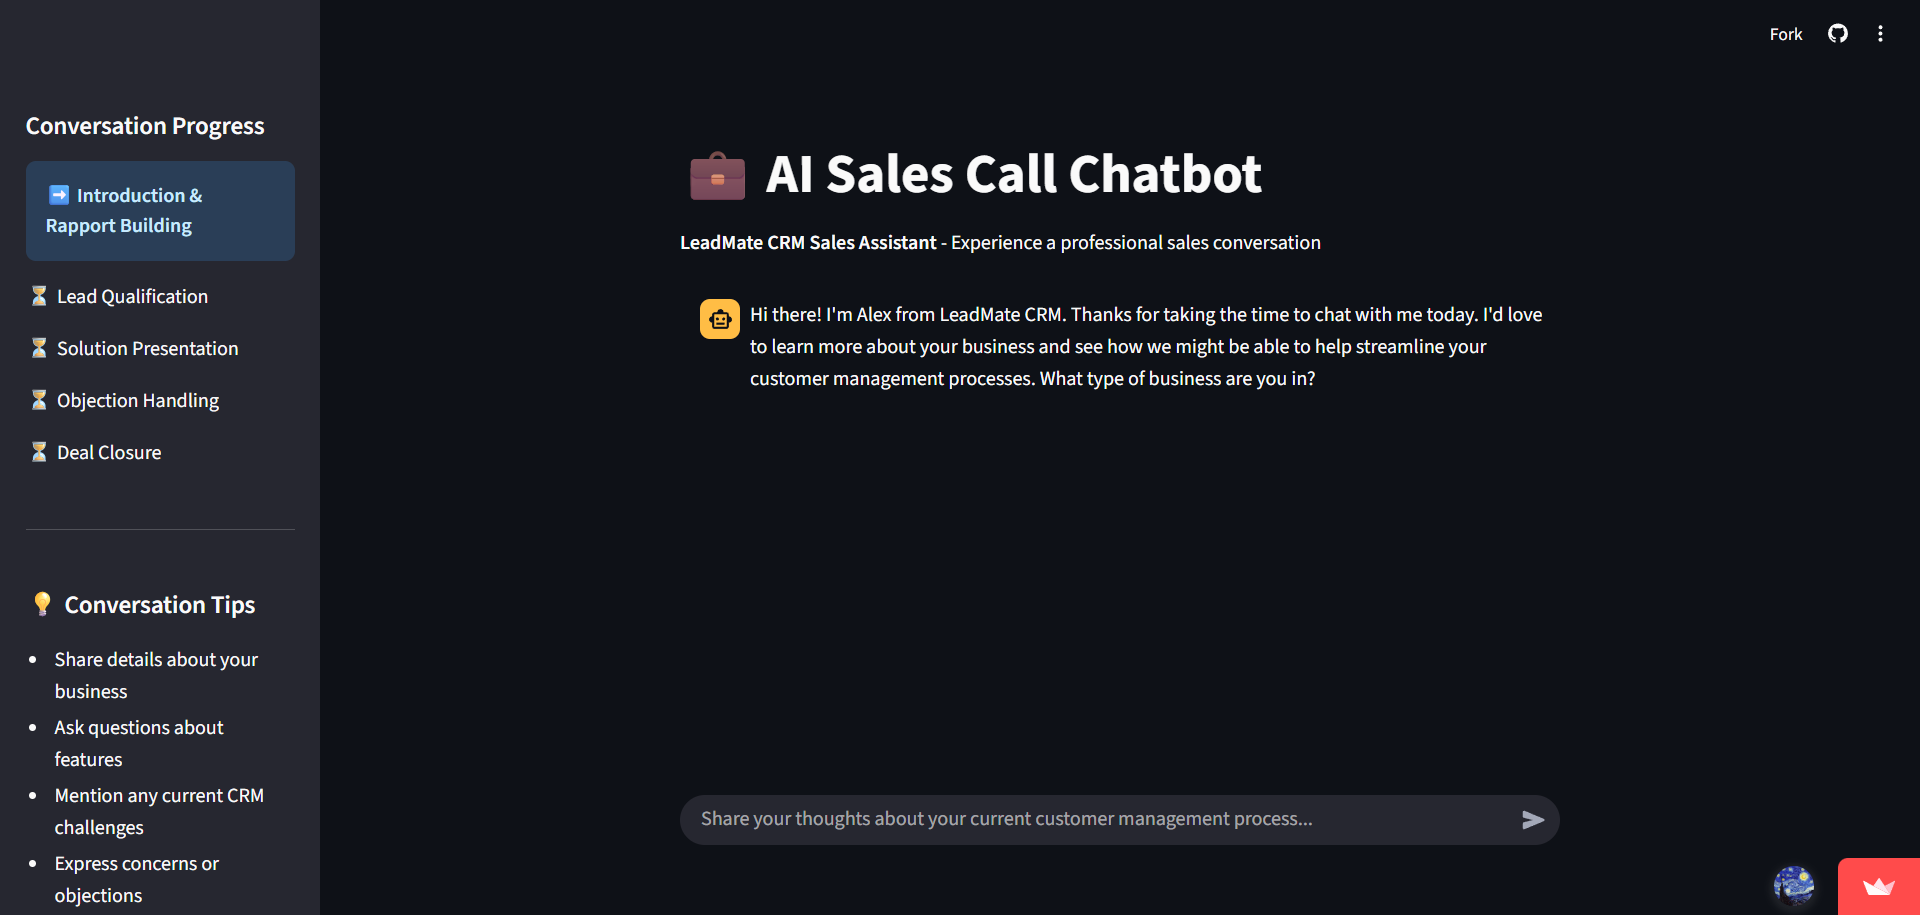 Fork
Conversation Progress
Introduction &
Rapport Building
Lead Qualification
Solution Presentation
Objection Handling
Deal Closure
Conversation Tips
Share details about your
business
Ask questions about
features
Mention any current CRM
challenges
Express concerns or
objections
AI Sales Call Chatbot
LeadMate CRM Sales Assistant - Experience a professional sales conversation
Hi there! I'm Alex from LeadMate CRM. Thanks for taking the time to chat with me today. I'd love
to learn more about your business and see how we might be able to help streamline your
customer management processes. What type of business are you in?
Share your thoughts about your current customer management process...